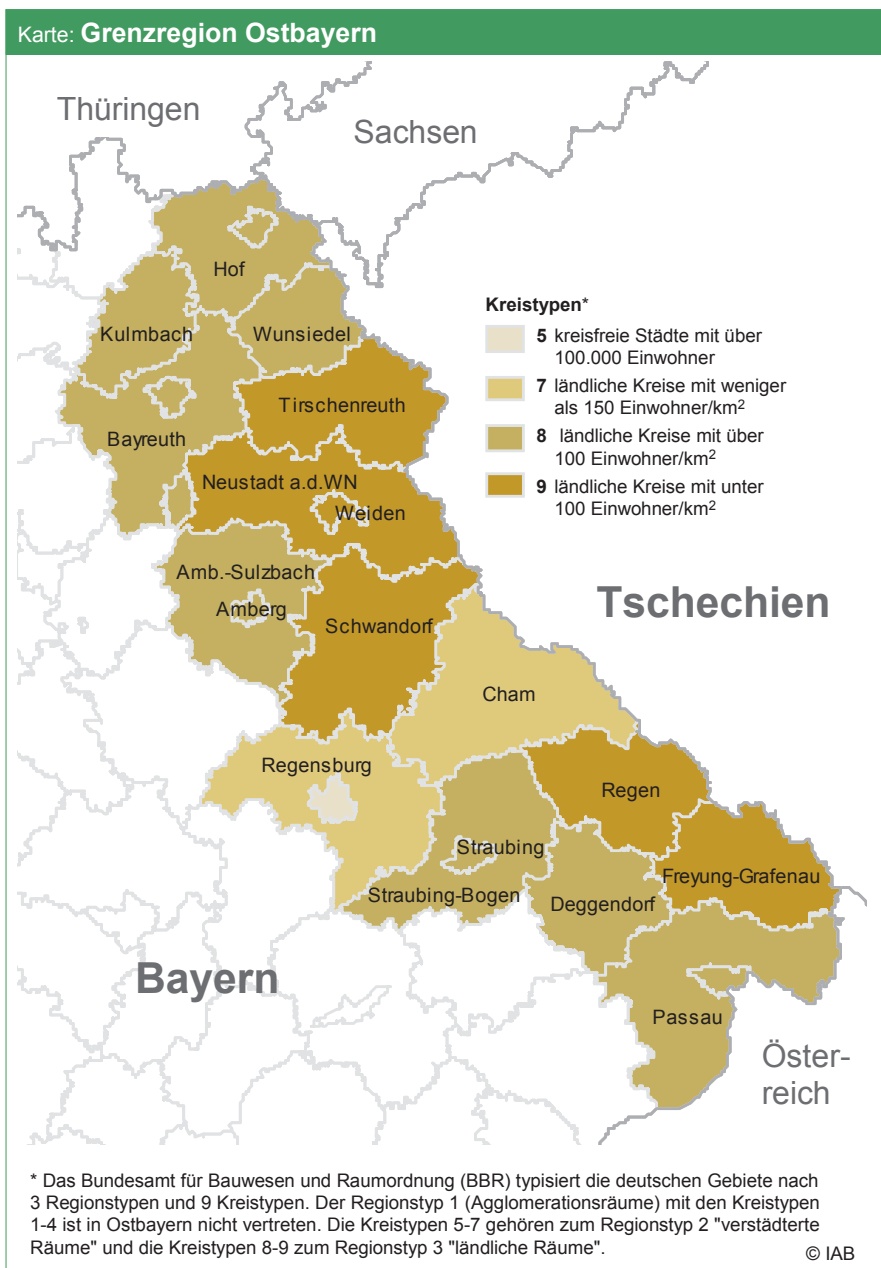 Karte: Grenzregion Ostbayern
Thüringen
Sachsen
Hof
Kulmbach
Wunsiedel
Kreistypen*
5 kreisfreie Städte mit über
100.000 Einwohner
7 ländliche Kreise mit weniger
als 150 Einwohner/km²
8 ländliche Kreise mit über
100 Einwohner/km²
9 ländliche Kreise mit unter
100 Einwohner/km²
Tirschenreuth
Bayreuth
Neustadt a.d.WN
Weiden
Amb.-Sulzbach
Amberg
Schwandorf
Tschechien
Cham
Regensburg
Regen
Straubing
Freyung-Grafenau
Straubing-Bogen
Deggendorf
Bayern
Passau
Öster-
reich
* Das Bundesamt für Bauwesen und Raumordnung (BBR) typisiert die deutschen Gebiete nach
3 Regionstypen und 9 Kreistypen. Der Regionstyp 1 (Agglomerationsräume) mit den Kreistypen
1-4 ist in Ostbayern nicht vertreten. Die Kreistypen 5-7 gehören zum Regionstyp 2 "verstädterte
Räume" und die Kreistypen 8-9 zum Regionstyp 3 "ländliche Räume".
© IAB